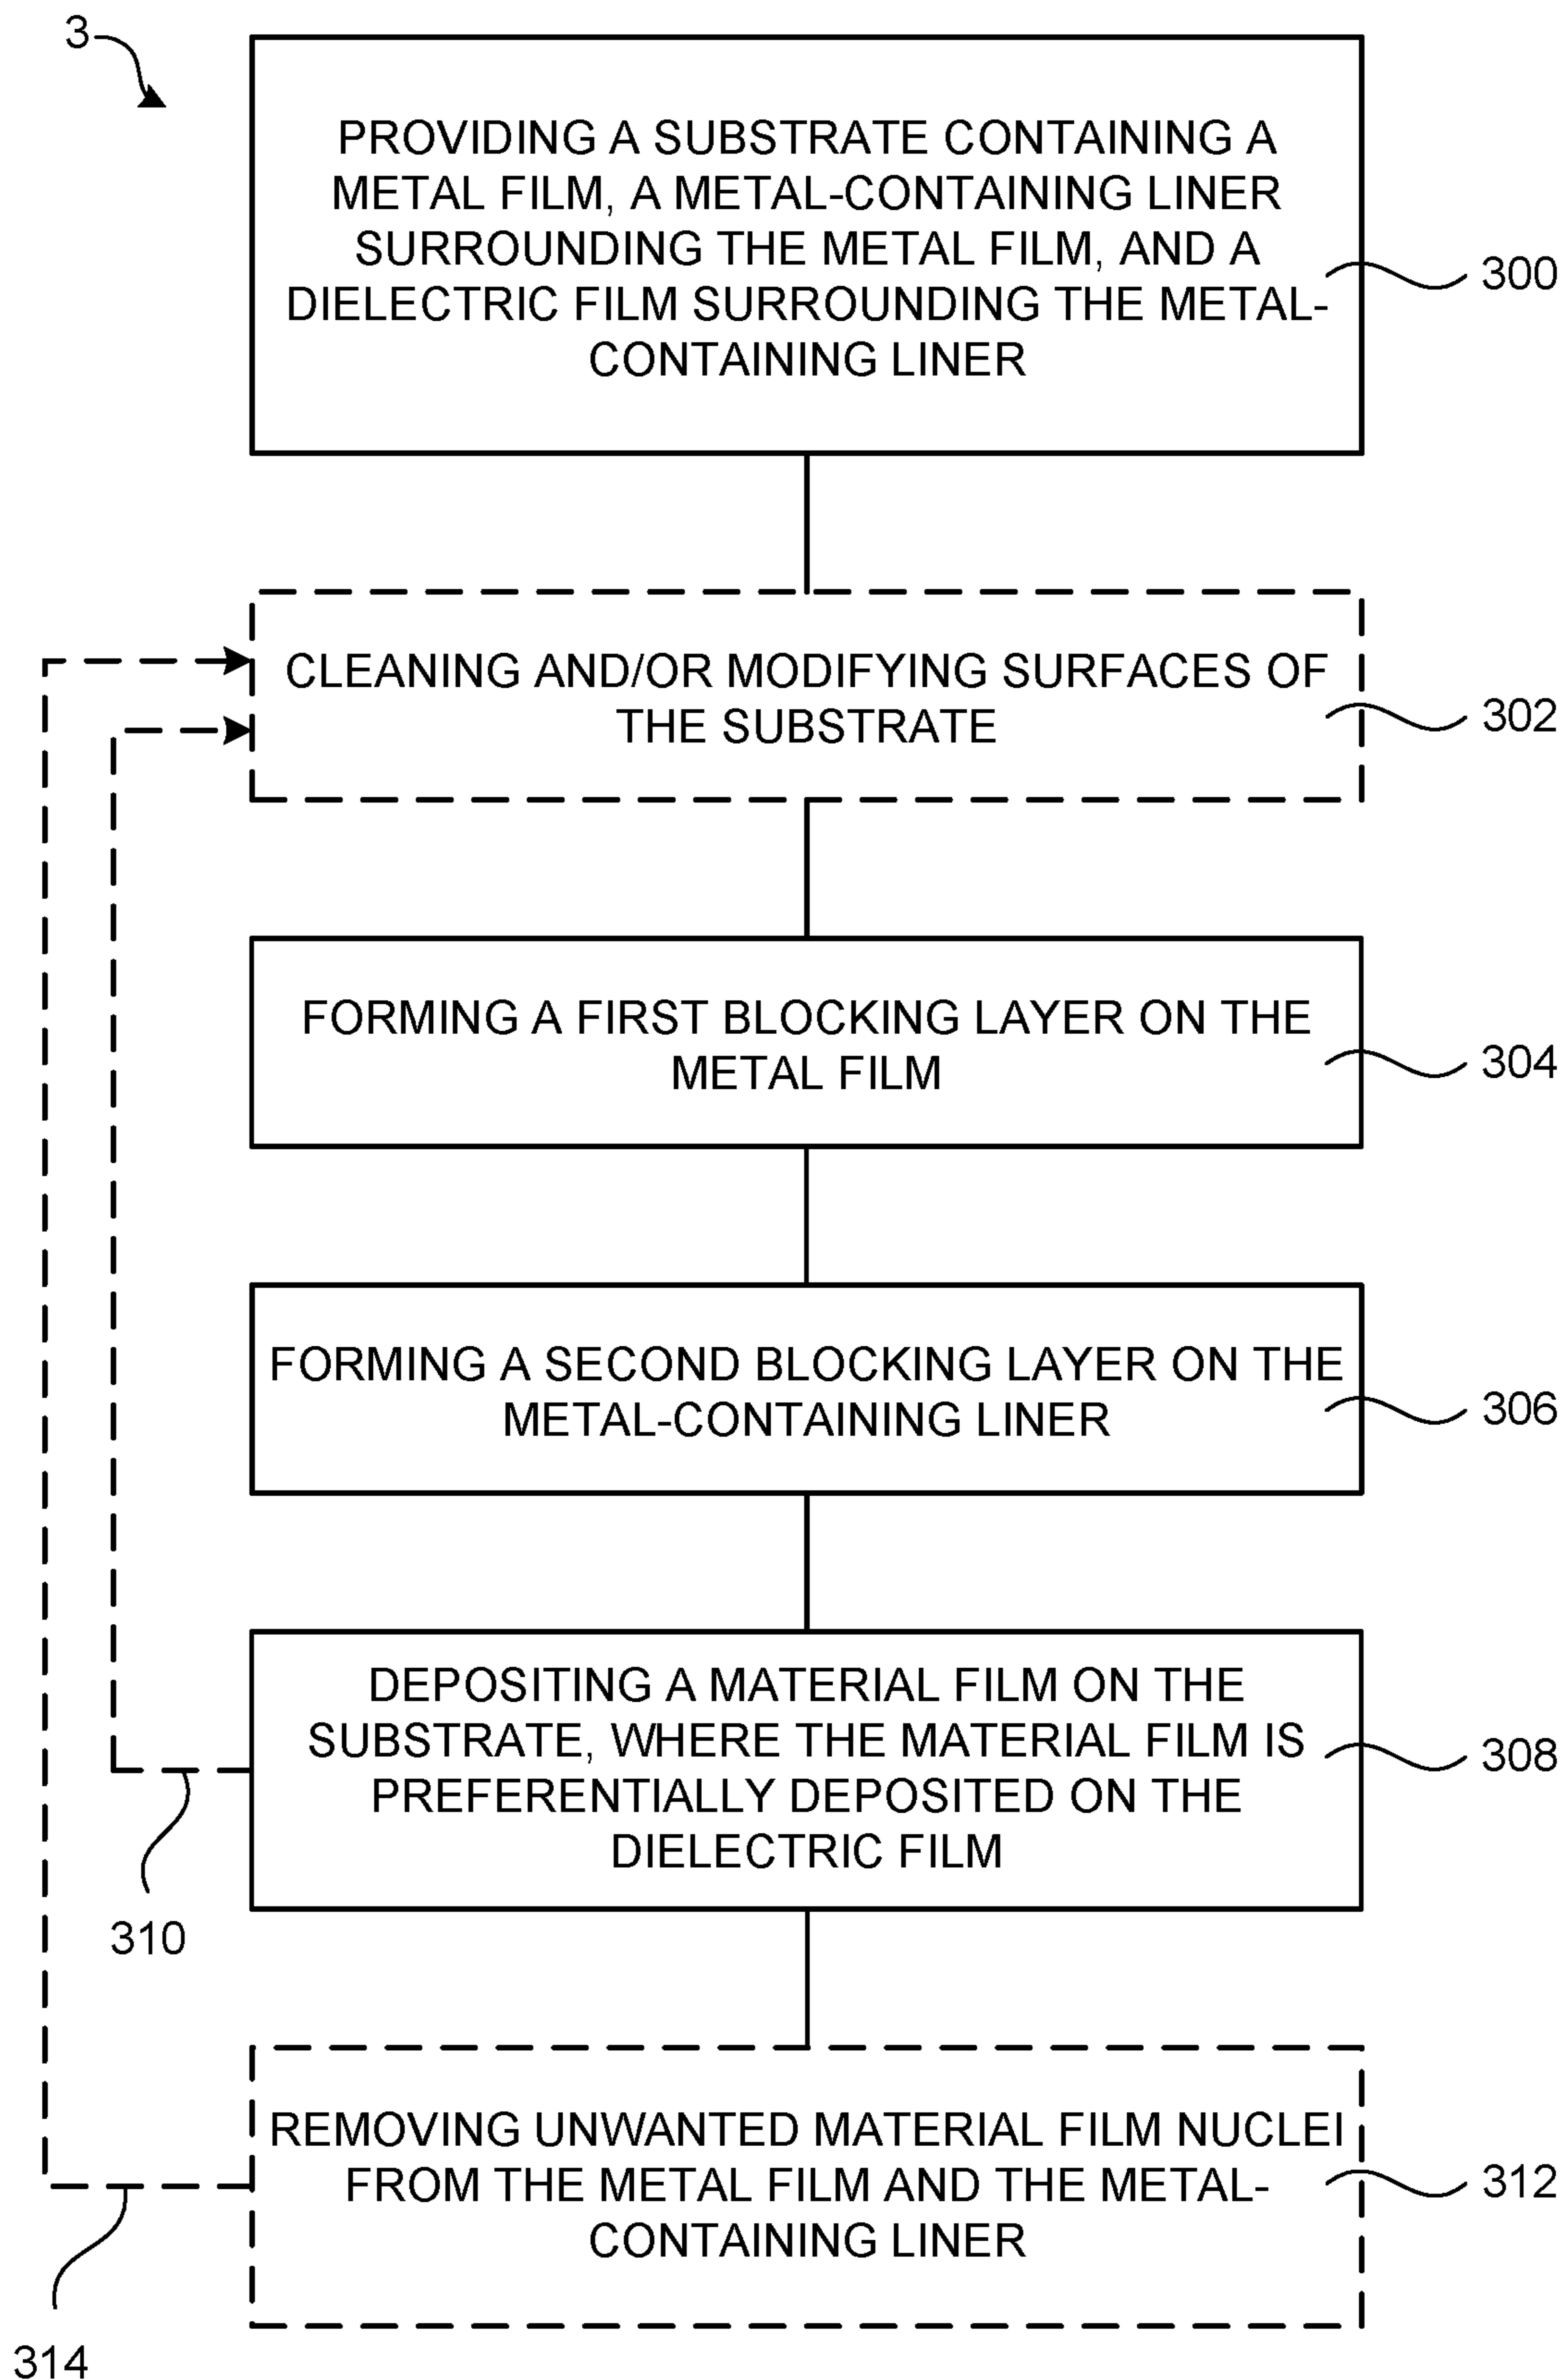 3
PROVIDING A SUBSTRATE CONTAINING A
METAL FILM, A METAL-CONTAINING LINER
SURROUNDING THE METAL FILM, AND A
DIELECTRIC FILM SURROUNDING THE METAL-
CONTAINING LINER
300
CLEANING AND/OR MODIFYING SURFACES OF
THE SUBSTRATE
302
FORMING A FIRST BLOCKING LAYER ON THE
METAL FILM
304
FORMING A SECOND BLOCKING LAYER ON THE
METAL-CONTAINING LINER
306
DEPOSITING A MATERIAL FILM ON THE
SUBSTRATE, WHERE THE MATERIAL FILM IS
PREFERENTIALLY DEPOSITED ON THE
DIELECTRIC FILM
308
310
REMOVING UNWANTED MATERIAL FILM NUCLEI
FROM THE METAL FILM AND THE METAL-
CONTAINING LINER
312
314